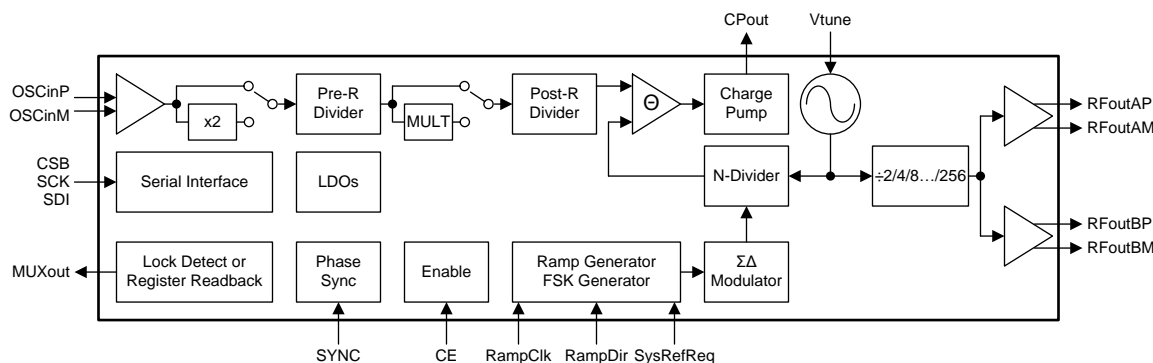 CPout
Vtune
OSCinP
OSCinM
x2
Pre-R
Divider
MULT
Post-R
Divider
Θ
Charge
Pump
RFoutAP
RFoutAM
CSB
SCK
SDI
Serial Interface
LDOs
N-Divider
÷2/4/8…/256
RFoutBP
RFoutBM
MUXout
Lock Detect or
Register Readback
Phase
Sync
Enable
Ramp Generator
FSK Generator
ΣΔ
Modulator
SYNC
CE
RampClk
RampDir
SysRefReq